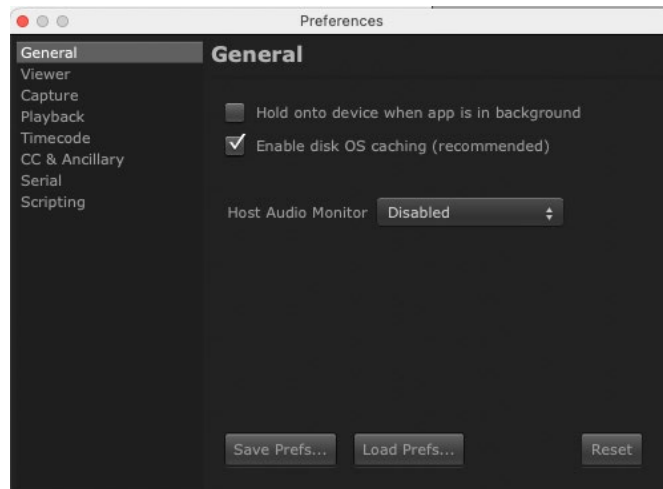 Preferences
General
Viewer
Capture
Playback
Timecode
CC & Ancillary
Serial
Scripting
General
Hold onto device when app is in background
Enable disk OS caching (recommended)
Host Audio Monitor Disabled
Save Prefs... Load Prefs... Reset